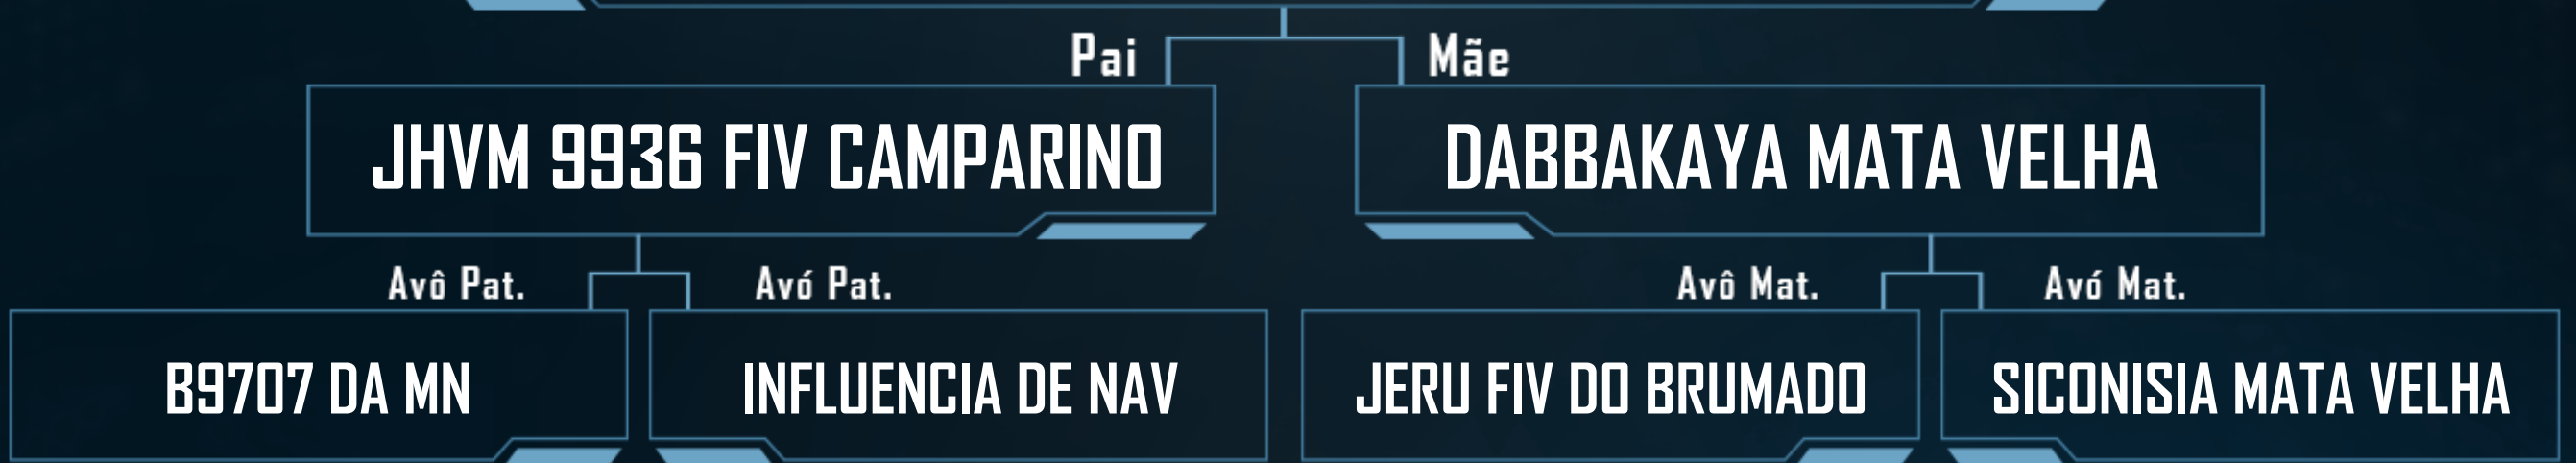 Pai
Mãe
JHVM 9936 FIV CAMPARINO
DABBAKAYA MATA VELHA
Avô Pat.
Avó Pat.
Avô Mat.
Avó Mat.
B9707 DA MN
INFLUENCIA DE NAV
JERU FIV DO BRUMADO
SICONISIA MATA VELHA